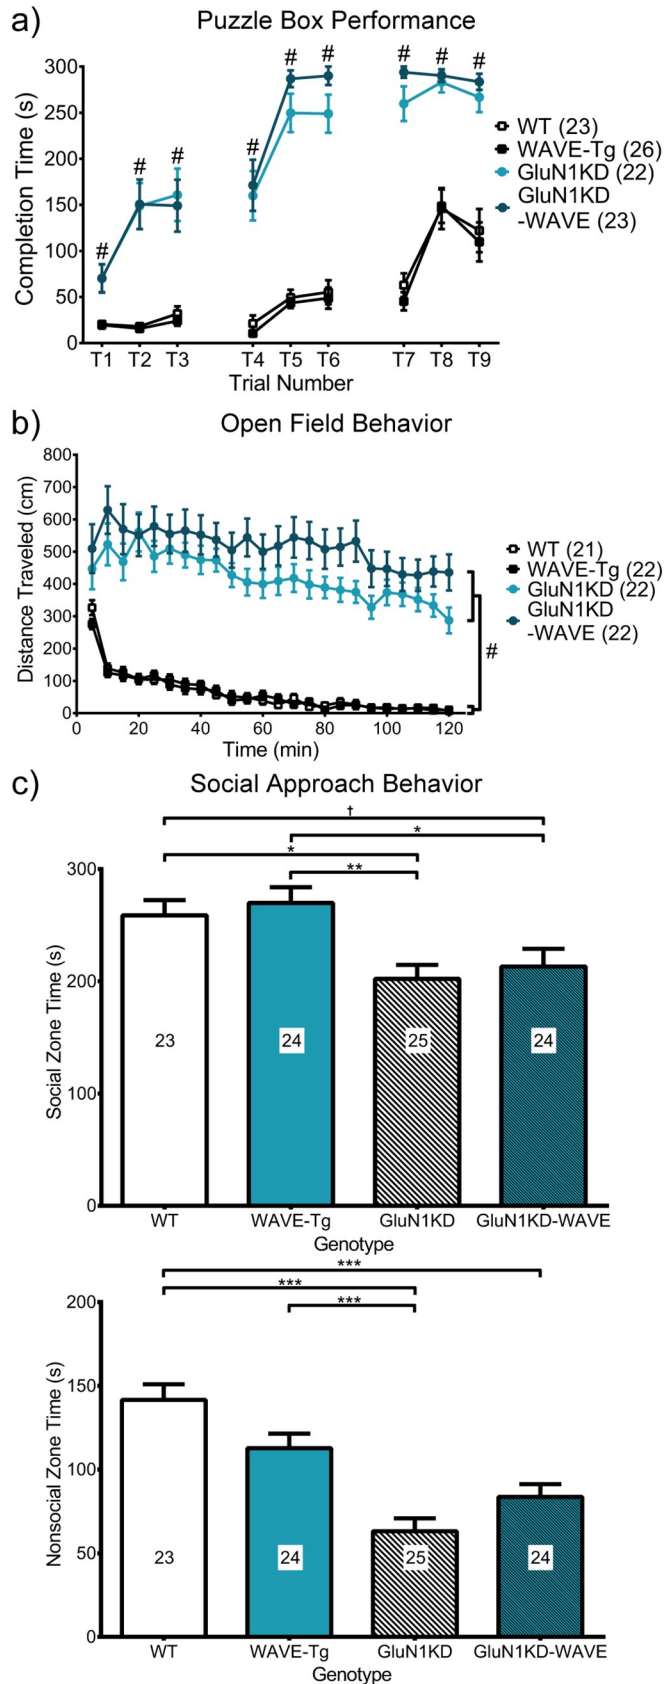 a)
Puzzle Box Performance
Completion Time (s)
300
250
200
150
100
50
0
# # # # # # # # #
T1 T2 T3 T4 T5 T6 T7 T8 T9
Trial Number
WT (23)
WAVE-Tg (26)
GluN1KD (22)
GluN1KD
-WAVE (23)
b)
Open Field Behavior
Distance Traveled (cm)
800
700
600
500
400
300
200
100
0
0 20 40 60 80 100 120
Time (min)
#
WT (21)
WAVE-Tg (22)
GluN1KD (22)
GluN1KD
-WAVE (22)
c)
Social Approach Behavior
†
*
*
**
Social Zone Time (s)
300
200
100
0
23 24 25 24
WT WAVE-Tg GluN1KD GluN1KD-WAVE
Genotype
***
***
***
Nonsocial Zone Time (s)
200
150
100
50
0
23 24 25 24
WT WAVE-Tg GluN1KD GluN1KD-WAVE
Genotype